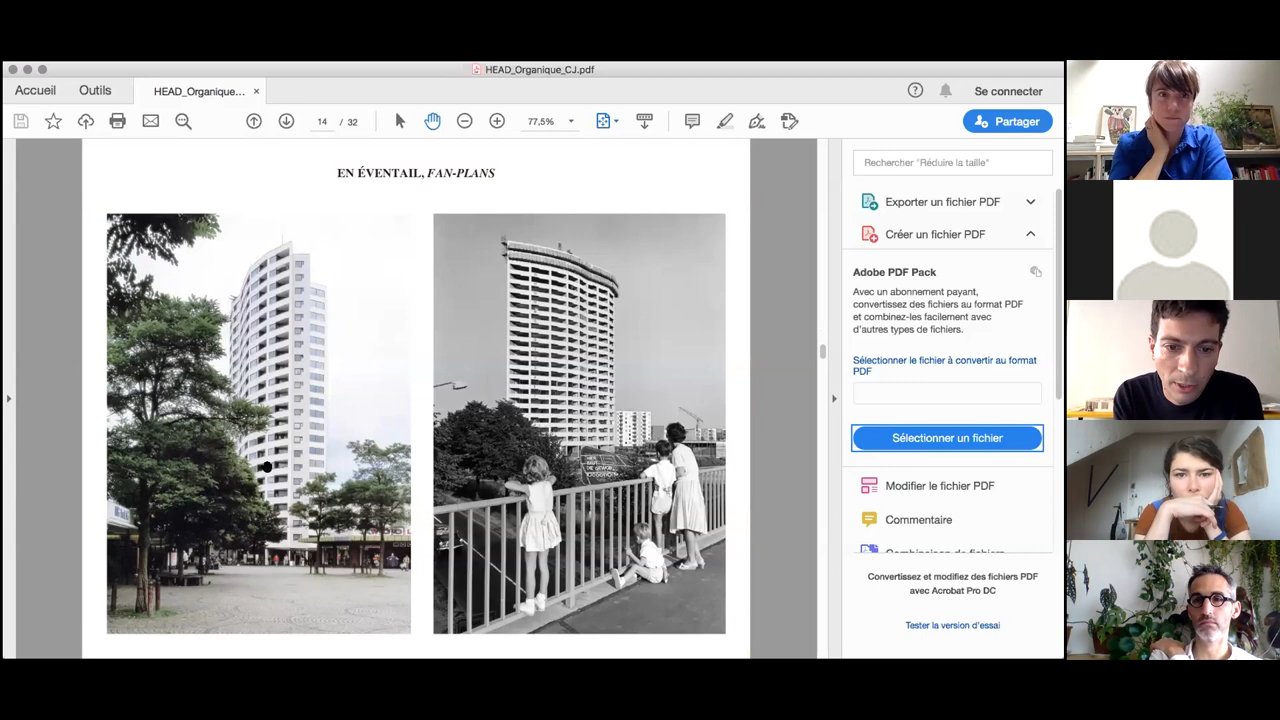 HEAD_Organique_CJ.pdf
Accueil
Outils
HEAD_Organique...
×
Se connecter
14 / 32
77,5%
Partager
EN ÉVENTAIL, FAN-PLANS
Rechercher "Réduire la taille"
Exporter un fichier PDF
Créer un fichier PDF
Adobe PDF Pack
Avec un abonnement payant,
convertissez des fichiers au format PDF
et combinez-les facilement avec
d'autres types de fichiers.
Sélectionner le fichier à convertir au format
PDF
Sélectionner un fichier
Modifier le fichier PDF
Commentaire
Combinaison de fichiers
Convertissez et modifiez des fichiers PDF
avec Acrobat Pro DC
Tester la version d'essai